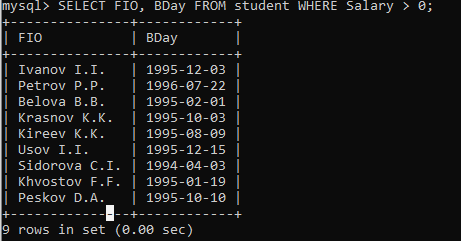 mysql> SELECT FIO, BDay FROM student WHERE Salary > 0;
+--------------+------------+
| FIO          | BDay       |
+--------------+------------+
| Ivanov I.I.  | 1995-12-03 |
| Petrov P.P.  | 1996-07-22 |
| Belova B.B.  | 1995-02-01 |
| Krasnov K.K. | 1995-10-03 |
| Kireev K.K.  | 1995-08-09 |
| Usov I.I.    | 1995-12-15 |
| Sidorova C.I. | 1994-04-03 |
| Khvostov F.F. | 1995-01-19 |
| Peskov D.A.  | 1995-10-10 |
+--------------+------------+
9 rows in set (0.00 sec)